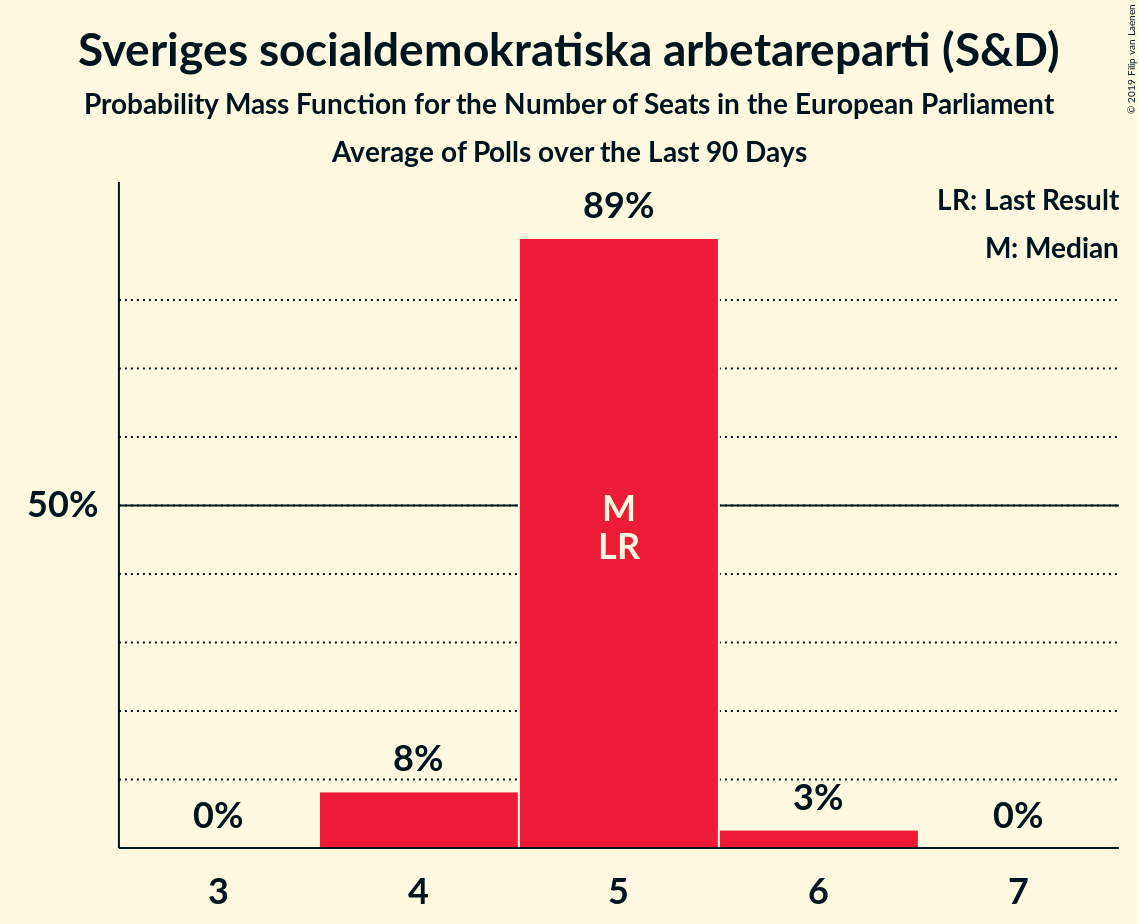 Sveriges socialdemokratiska arbetareparti (S&D)
Probability Mass Function for the Number of Seats in the European Parliament
Average of Polls over the Last 90 Days
© 2019 Filip van Laenen
LR: Last Result
M: Median
89%
50%
M
LR
8%
3%
0%
0%
3 4 5 6 7